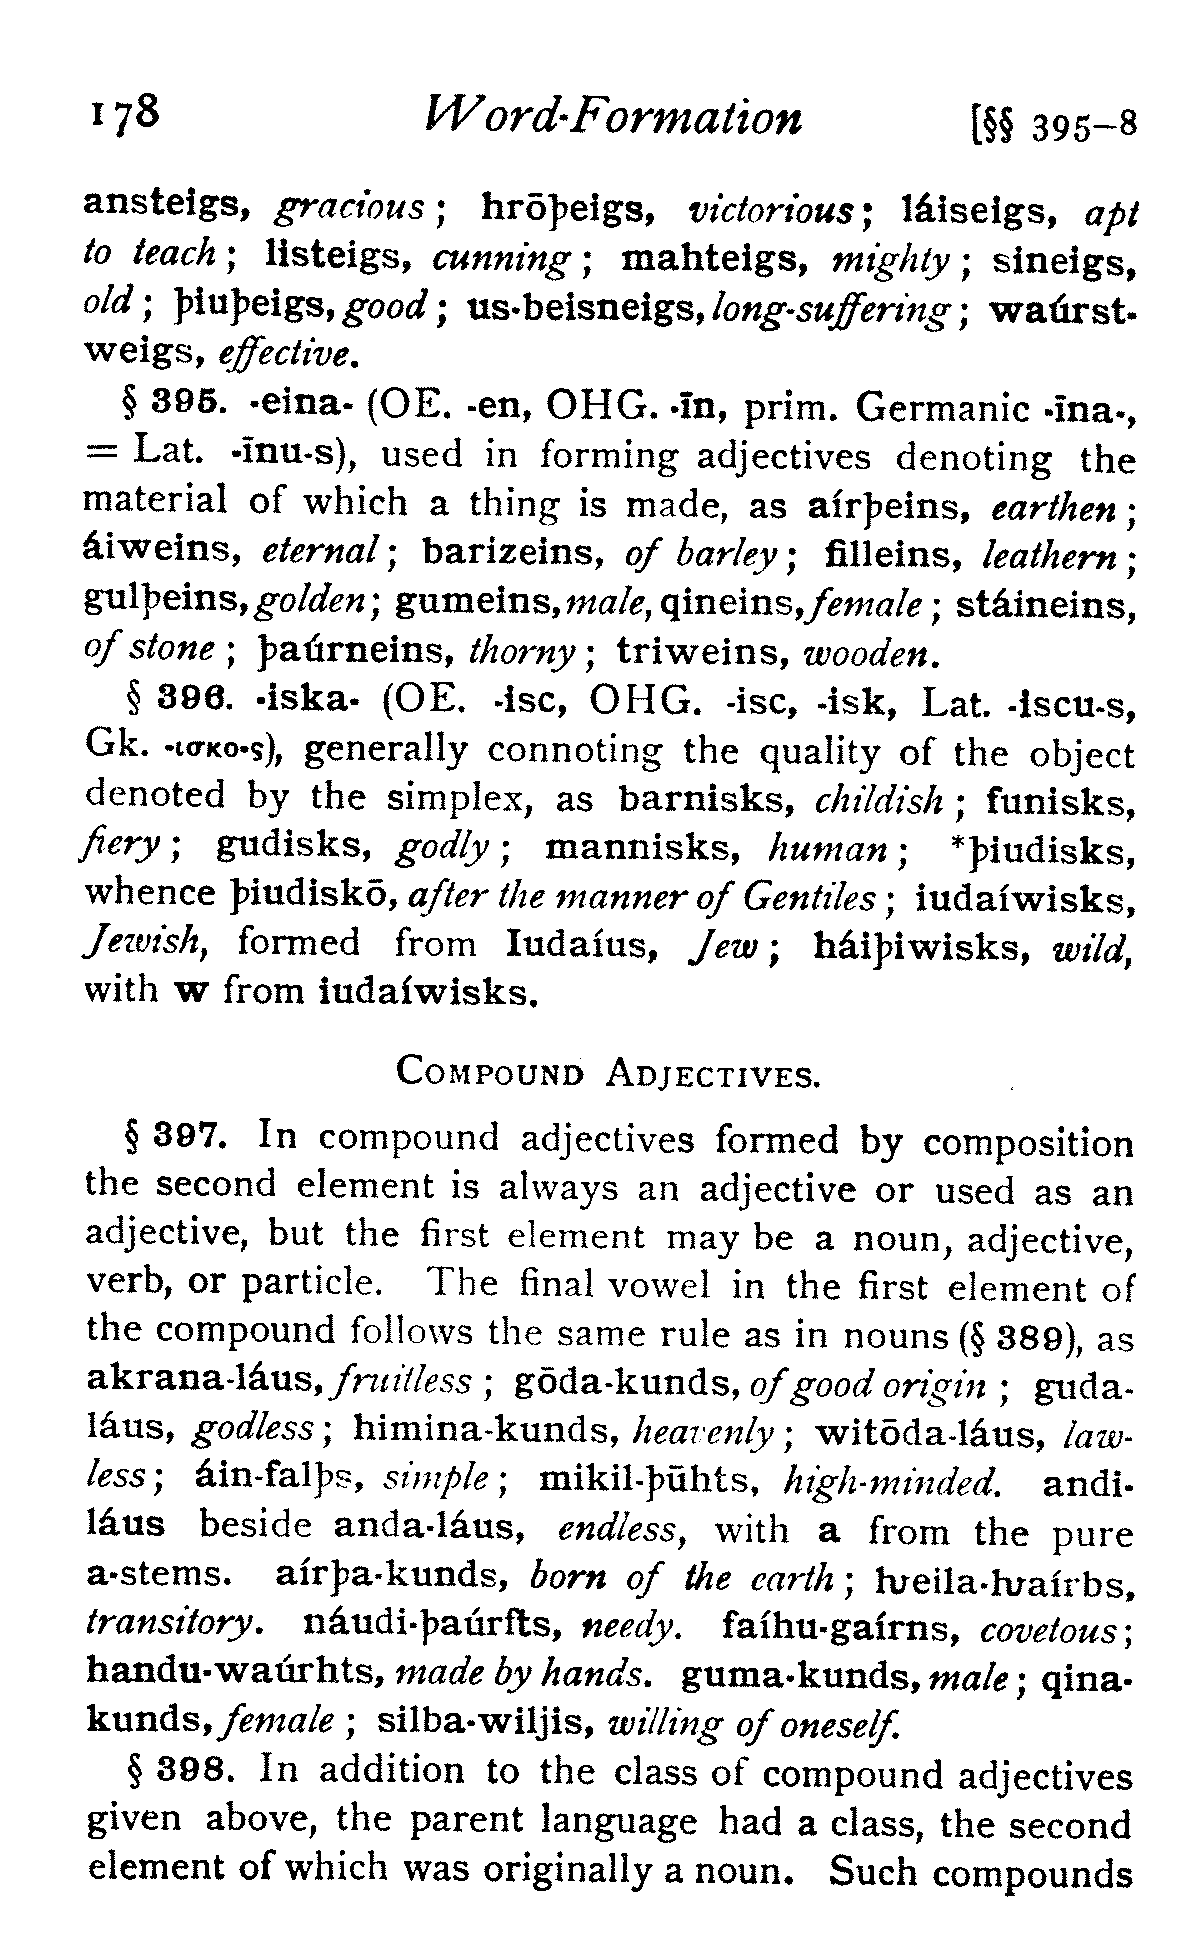 178 Word-Formation [§§ 395–8
ansteigs, gracious; hrōþeigs, victorious; láiseigs, apt
to teach; listeigs, cunning; mahteigs, mighty; sineigs,
old; þiuþeigs, good; us-beisneigs, long-suffering; waúrst-
weigs, effective.
§ 395. -eina- (OE. -en, OHG. -īn, prim. Germanic -īna-,
= Lat. -īnu-s), used in forming adjectives denoting the
material of which a thing is made, as aírþeins, earthen;
áiweins, eternal; barizeins, of barley; filleins, leathern;
gulþeins, golden; gumeins, male, qineins, female; stáineins,
of stone; þaúrneins, thorny; triweins, wooden.
§ 396. -iska- (OE. -isc, OHG. -isc, -isk, Lat. -iscu-s,
Gk. -ισκο-ς), generally connoting the quality of the object
denoted by the simplex, as barnisks, childish; funisks,
fiery; gudisks, godly; mannisks, human; *þiudisks,
whence þiudiskō, after the manner of Gentiles; iudaíwisks,
Jewish, formed from Iudaíus, Jew; háiþiwisks, wild,
with w from iudaíwisks.
Compound Adjectives.
§ 397. In compound adjectives formed by composition
the second element is always an adjective or used as an
adjective, but the first element may be a noun, adjective,
verb, or particle. The final vowel in the first element of
the compound follows the same rule as in nouns (§ 389), as
akrana-láus, fruitless; gōda-kunds, of good origin; guda-
láus, godless; himina-kunds, heavenly; witōda-láus, law-
less; áin-falþs, simple; mikil-þūhts, high-minded. andi-
láus beside anda-láus, endless, with a from the pure
a-stems. aírþa-kunds, born of the earth; ƕeila-ƕaírbs,
transitory. náudi-þaúrfts, needy. faíhu-gaírns, covetous;
handu-waúrhts, made by hands. guma-kunds, male; qina-
kunds, female; silba-wiljis, willing of oneself.
§ 398. In addition to the class of compound adjectives
given above, the parent language had a class, the second
element of which was originally a noun. Such compounds